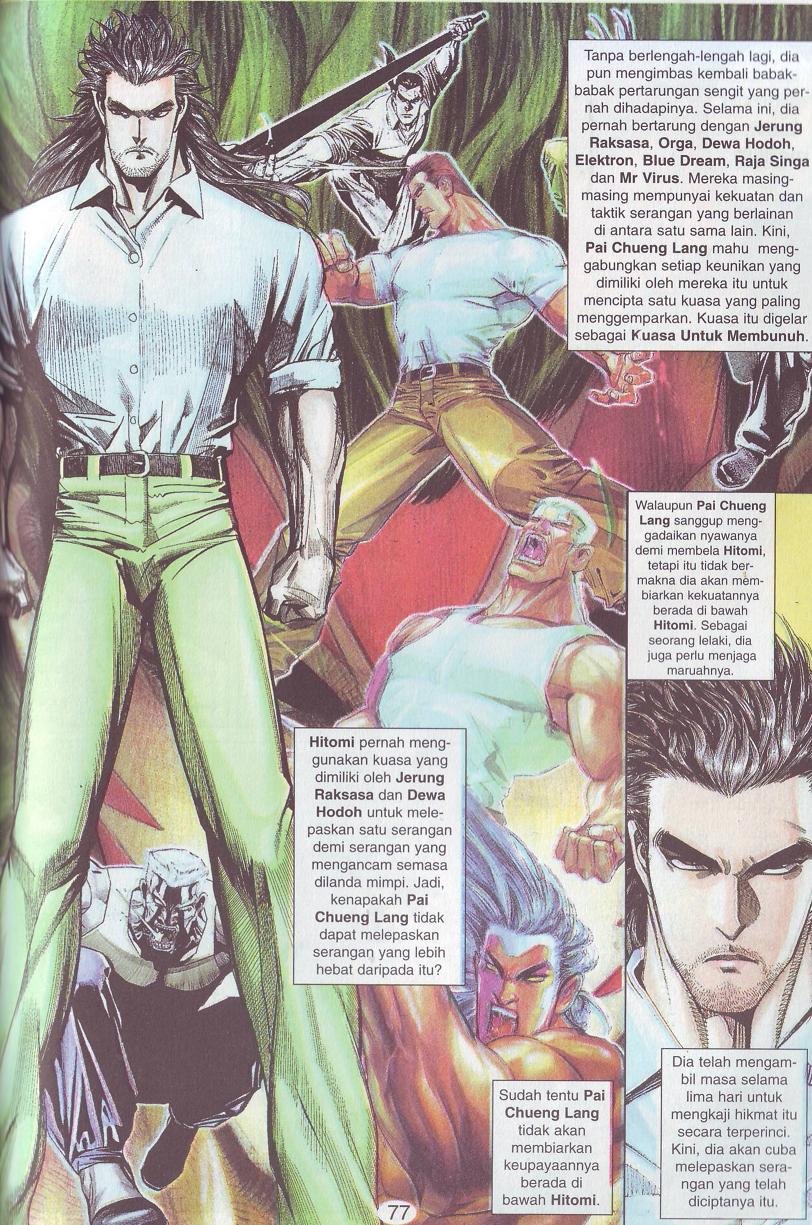 Tanpa berlengah-lengah lagi, dia
pun mengimbas kembali babak-
babak pertarungan sengit yang per-
nah dihadapinya. Selama ini, dia
pernah bertarung dengan Jerung
Raksasa, Orga, Dewa Hodoh,
Elektron, Blue Dream, Raja Singa
dan Mr Virus. Mereka masing-
masing mempunyai kekuatan dan
taktik serangan yang berlainan
di antara satu sama lain. Kini,
Pai Chueng Lang mahu meng-
gabungkan setiap keunikan yang
dimiliki oleh mereka itu untuk
mencipta satu kuasa yang paling
menggemparkan. Kuasa itu digelar
sebagai Kuasa Untuk Membunuh.
Walaupun Pai Chueng
Lang sanggup meng-
gadaikan nyawanya
demi membela Hitomi,
tetapi itu tidak ber-
makna dia akan mem-
biarkan kekuatannya
berada di bawah
Hitomi. Sebagai
seorang lelaki, dia
juga perlu menjaga
maruahnya.
Hitomi pernah meng-
gunakan kuasa yang
dimiliki oleh Jerung
Raksasa dan Dewa
Hodoh untuk mele-
paskan satu serangan
demi serangan yang
mengancam semasa
dilanda mimpi. Jadi,
kenapakah Pai
Chueng Lang tidak
dapat melepaskan
serangan yang lebih
hebat daripada itu?
Sudah tentu Pai
Chueng Lang
tidak akan
membiarkan
keupayaannya
berada di
bawah Hitomi.
Dia telah mengam-
bil masa selama
lima hari untuk
mengkaji hikmat itu
secara terperinci.
Kini, dia akan cuba
melepaskan sera-
ngan yang telah
diciptanya itu.
77